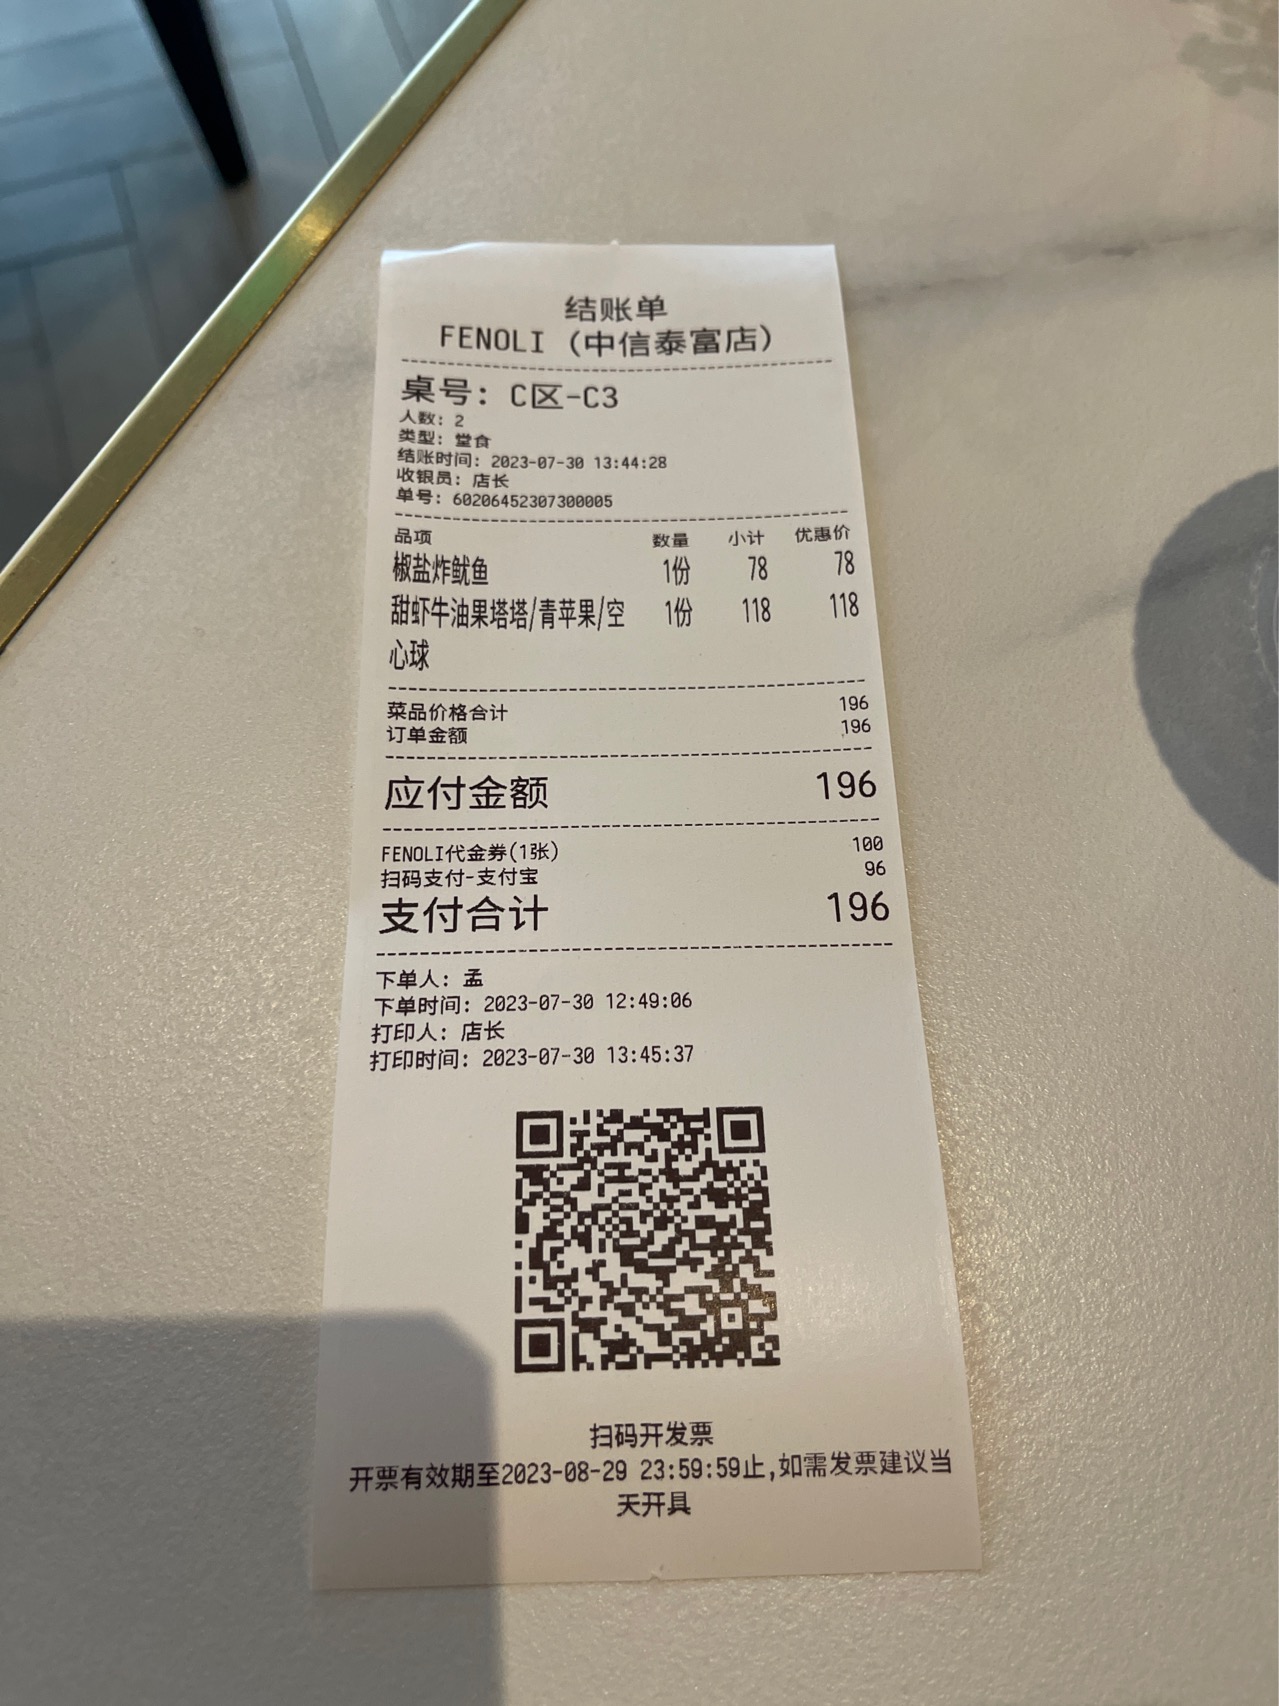 结账单
FENOLI (中信泰富店)
桌号: C区-C3
人数: 2
类型: 堂食
结账时间: 2023-07-30 13:44:28
收银员: 店长
单号: 602064523073​00005
品项 数量 小计 优惠价
椒盐炸鱿鱼 1份 78 78
甜虾牛油果塔塔/青苹果/空 1份 118 118
心球
菜品价格合计 196
订单金额 196
应付金额 196
FENOLI代金券(1张) 100
扫码支付-支付宝 96
支付合计 196
下单人: 孟
下单时间: 2023-07-30 12:49:06
打印人: 店长
打印时间: 2023-07-30 13:45:37
扫码开发票
开票有效期至2023-08-29 23:59:59止,如需发票建议当
天开具